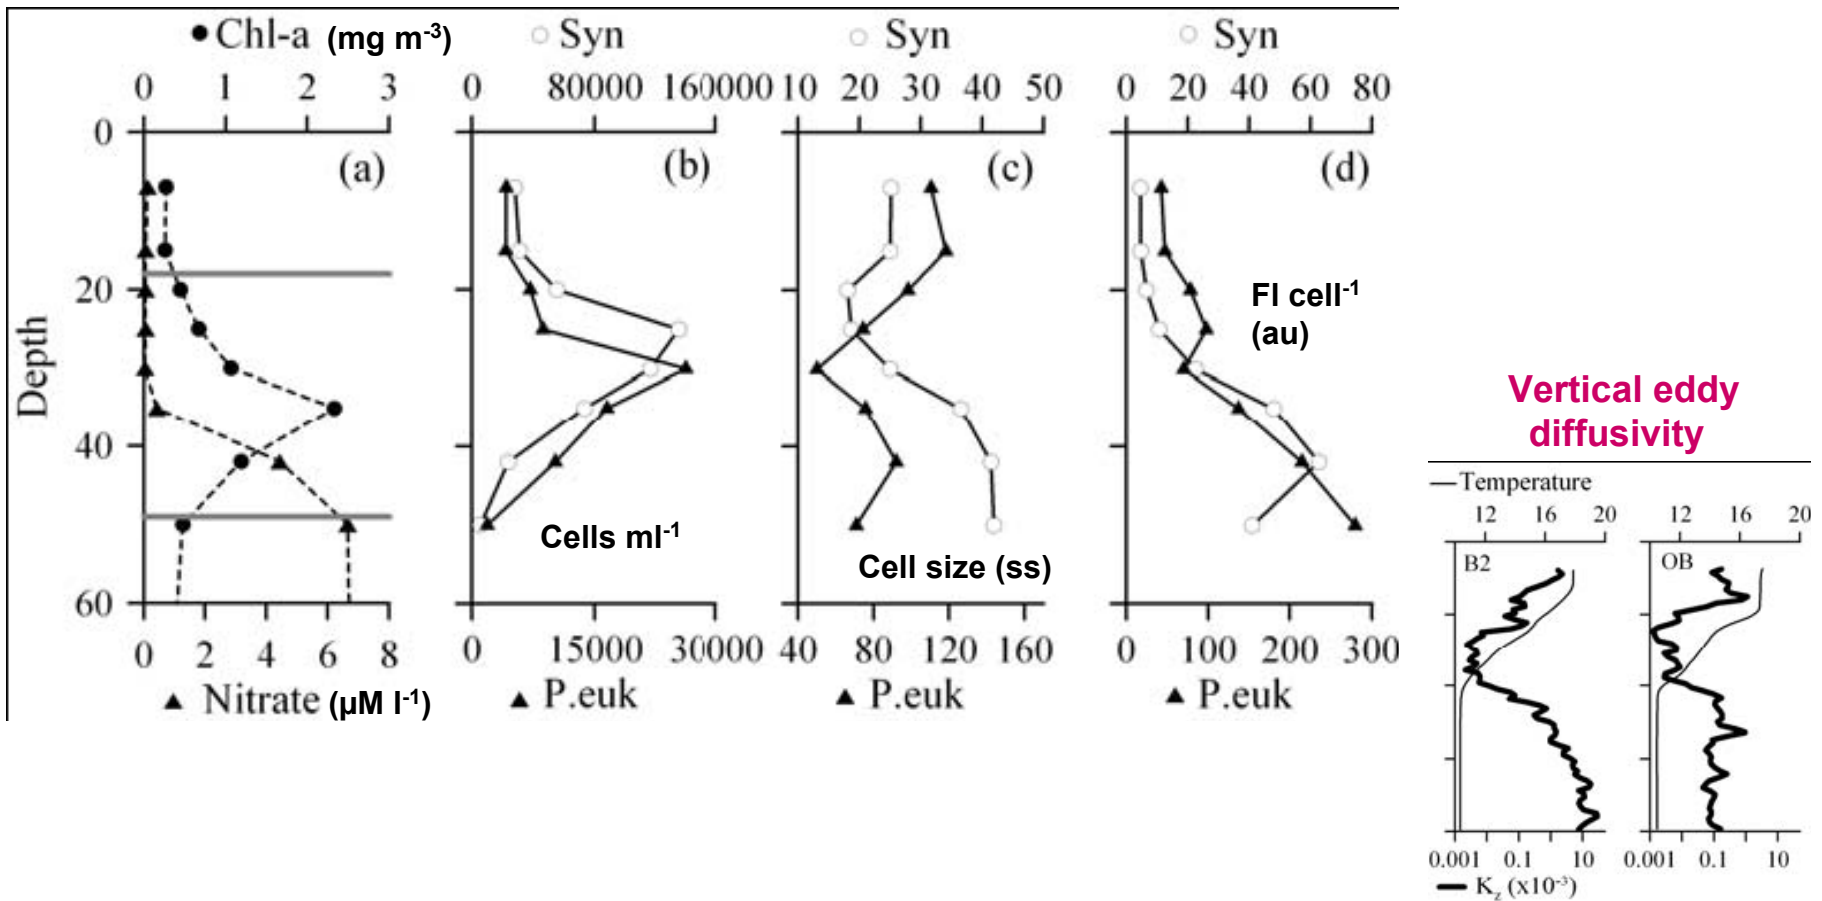 ● Chl-a (mg m-3)
0 1 2 3
○ Syn
0 80000 160000
○ Syn
10 20 30 40 50
○ Syn
0 20 40 60 80
0
20
40
60
Depth
(a)
(b)
(c)
(d)
Cells ml-1
Cell size (ss)
Fl cell-1
(au)
0 2 4 6 8
▲ Nitrate (µM l-1)
0 15000 30000
▲ P.euk
40 80 120 160
▲ P.euk
0 100 200 300
▲ P.euk
Vertical eddy
diffusivity
Temperature
12 16 20
12 16 20
B2
OB
0.001 0.1 10
0.001 0.1 10
Kz (x10-3)